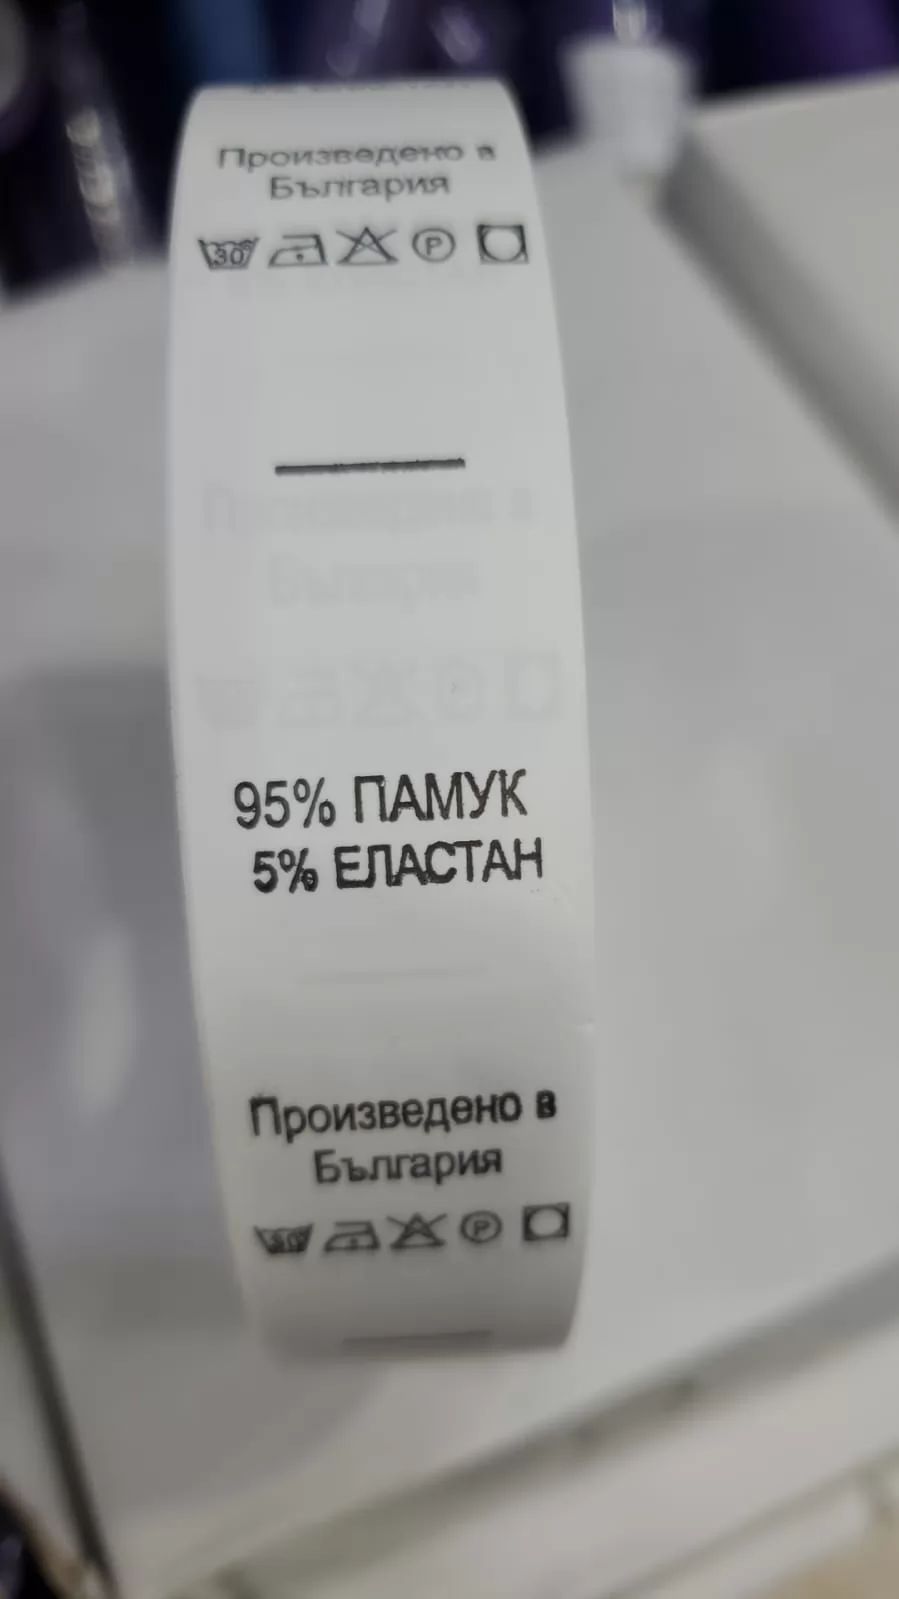 Произведено в
България
30 P
95% ПАМУК
5% ЕЛАСТАН
Произведено в
България
30 P